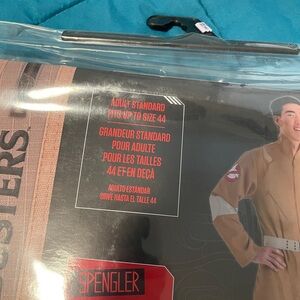 ADULT STANDARD
FITS UP TO SIZE 44
GRANDEUR STANDARD
POUR ADULTE
POUR LES TAILLES
44 ET EN DEÇÀ
ADULTO ESTÁNDAR
SIRVE HASTA EL TALLE 44
BUSTERS
SPENGLER